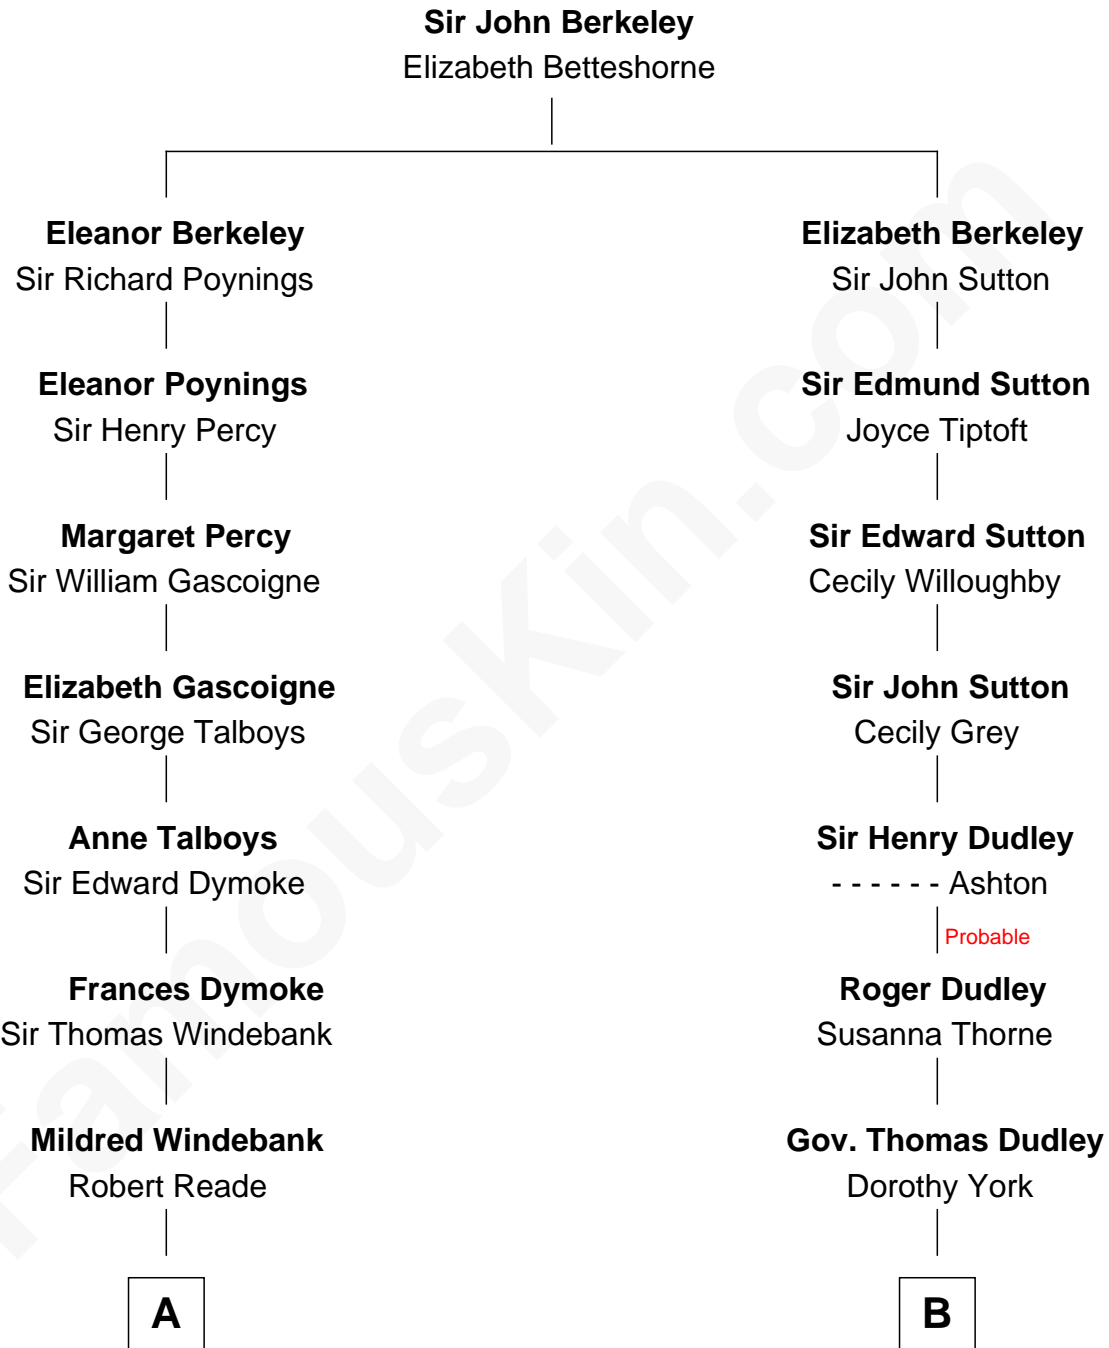 Sir John Berkeley
Elizabeth Betteshorne
Eleanor Berkeley
Sir Richard Poynings
Elizabeth Berkeley
Sir John Sutton
Eleanor Poynings
Sir Henry Percy
Sir Edmund Sutton
Joyce Tiptoft
Margaret Percy
Sir William Gascoigne
Sir Edward Sutton
Cecily Willoughby
Elizabeth Gascoigne
Sir George Talboys
Sir John Sutton
Cecily Grey
Anne Talboys
Sir Edward Dymoke
Sir Henry Dudley
- - - - - - Ashton
Probable
Frances Dymoke
Sir Thomas Windebank
Roger Dudley
Susanna Thorne
Mildred Windebank
Robert Reade
Gov. Thomas Dudley
Dorothy York
A
B
FamousKin.com